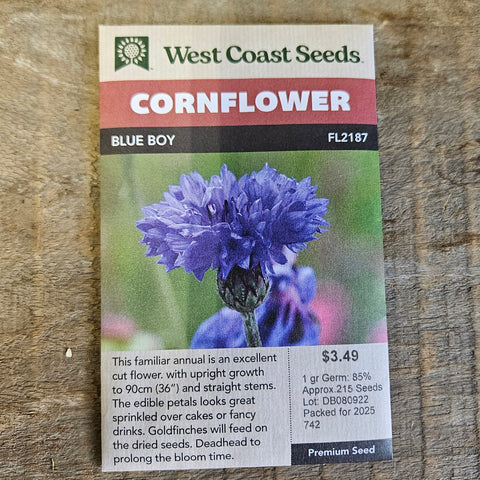 West Coast Seeds
CORNFLOWER
BLUE BOY FL2187
This familiar annual is an excellent
cut flower. with upright growth
to 90cm (36") and straight stems.
The edible petals looks great
sprinkled over cakes or fancy
drinks. Goldfinches will feed on
the dried seeds. Deadhead to
prolong the bloom time.
$3.49
1 gr Germ: 85%
Approx.215 Seeds
Lot: DB080922
Packed for 2025
742
Premium Seed